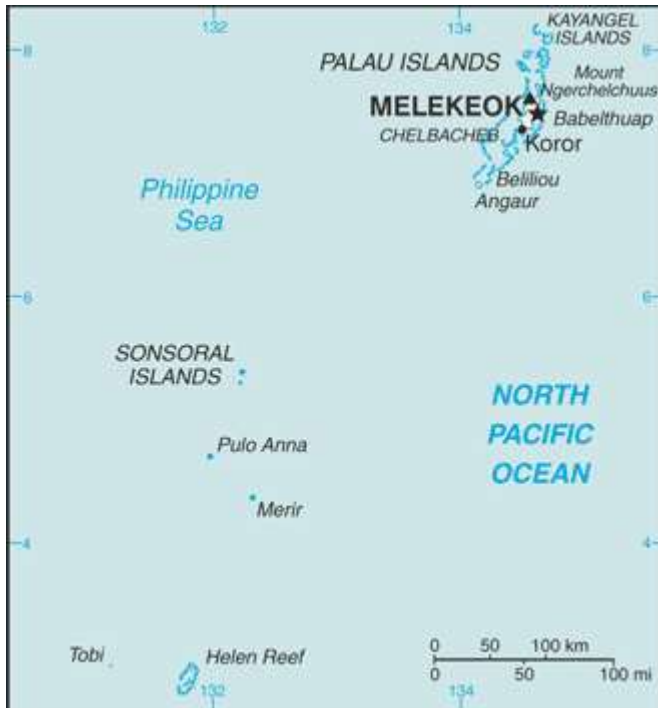 132
134
KAYANGEL
ISLANDS
8
8
PALAU ISLANDS
Mount
Ngerchelchuus
MELEKEOK
Babelthuap
CHELBACHEB
Koror
Beliliou
Angaur
Philippine
Sea
6
6
SONSORAL
ISLANDS
NORTH
PACIFIC
OCEAN
Pulo Anna
Merir
4
4
Tobi
Helen Reef
0 50 100 km
0 50 100 mi
132
134